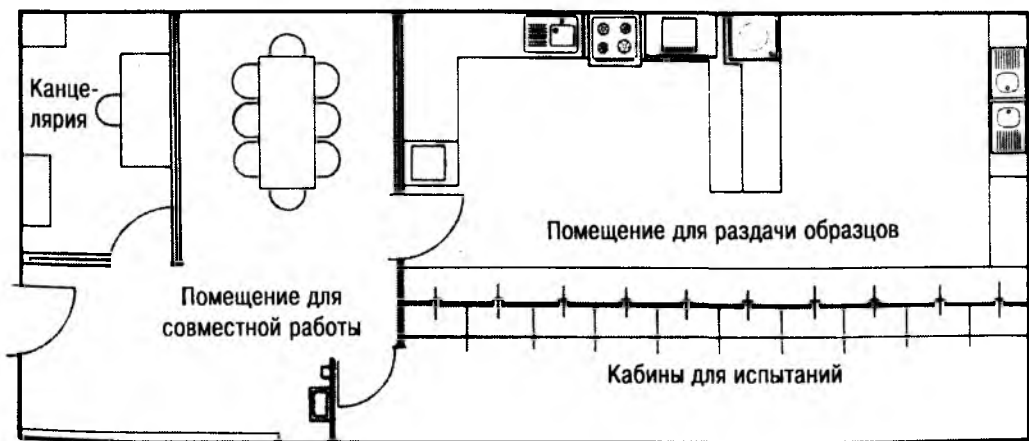 Канце-
лярия
Помещение для раздачи образцов
Помещение для
совместной работы
Кабины для испытаний